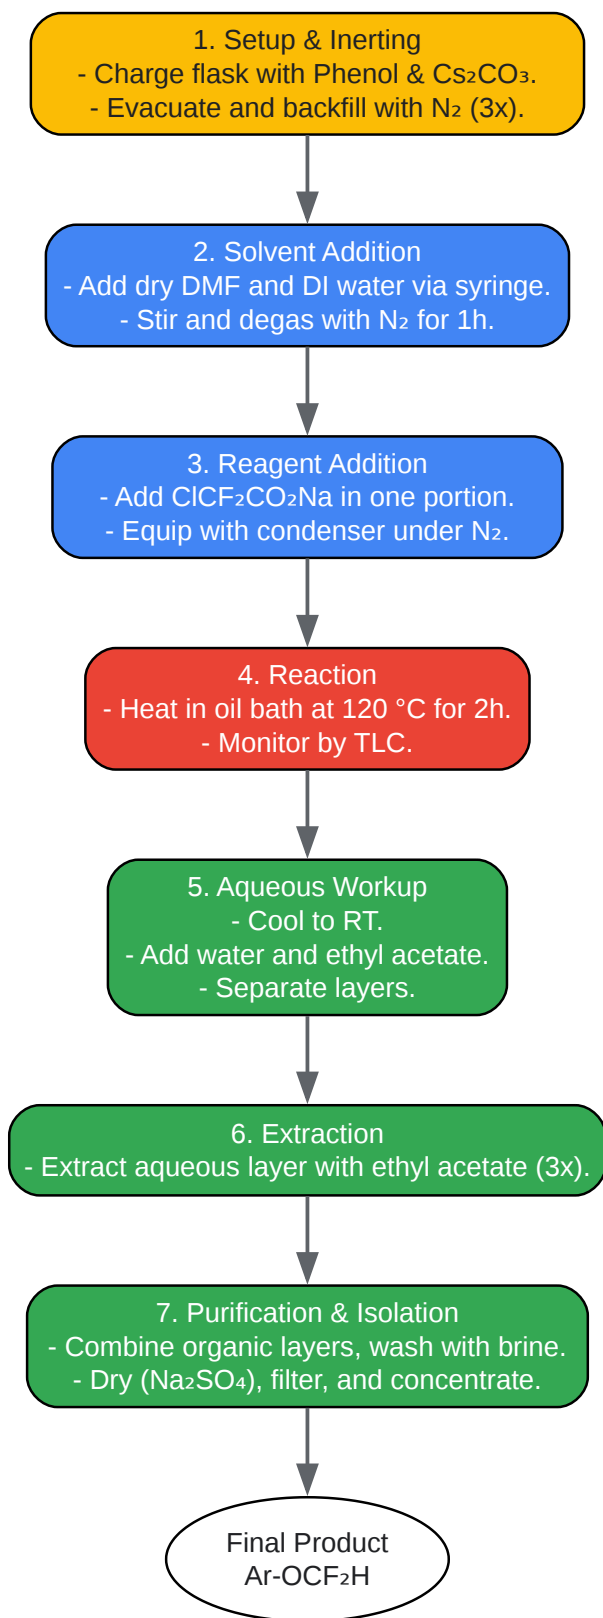 1. Setup & Inerting
- Charge flask with Phenol & Cs₂CO₃.
- Evacuate and backfill with N₂ (3x).
2. Solvent Addition
- Add dry DMF and DI water via syringe.
- Stir and degas with N₂ for 1h.
3. Reagent Addition
- Add ClCF₂CO₂Na in one portion.
- Equip with condenser under N₂.
4. Reaction
- Heat in oil bath at 120 °C for 2h.
- Monitor by TLC.
5. Aqueous Workup
- Cool to RT.
- Add water and ethyl acetate.
- Separate layers.
6. Extraction
- Extract aqueous layer with ethyl acetate (3x).
7. Purification & Isolation
- Combine organic layers, wash with brine.
- Dry (Na₂SO₄), filter, and concentrate.
Final Product
Ar-OCF₂H